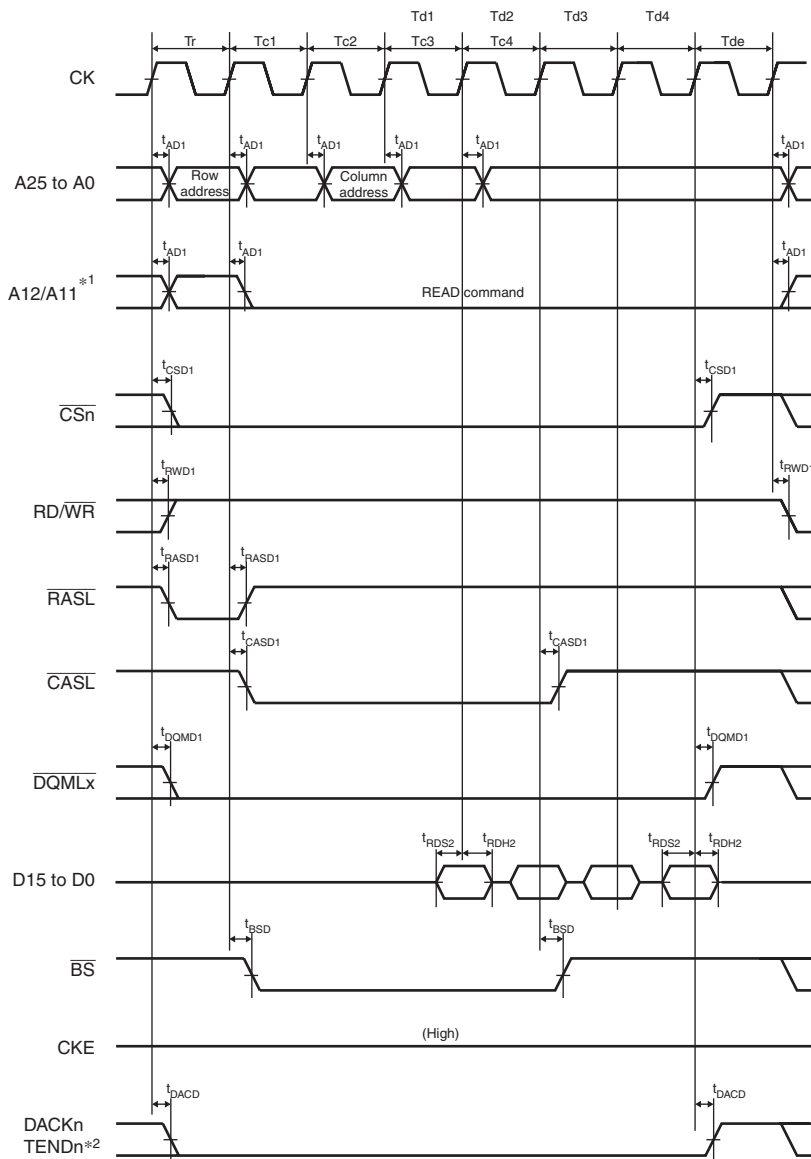 Td1 Td2 Td3 Td4
Tr Tc1 Tc2 Tc3 Tc4 Tde
CK
tAD1 tAD1 tAD1 tAD1 tAD1 tAD1
A25 to A0
Row address
Column address
tAD1 tAD1 tAD1
A12/A11*1
READ command
tCSD1 tCSD1
CSn
tRWD1 tRWD1
RD/WR
tRASD1 tRASD1
RASL
tCASD1 tCASD1
CASL
tDQMD1 tDQMD1
DQMLx
tRDS2 tRDH2 tRDS2 tRDH2
D15 to D0
tBSD tBSD
BS
(High)
CKE
tDACD tDACD
DACKn
TENDn*2